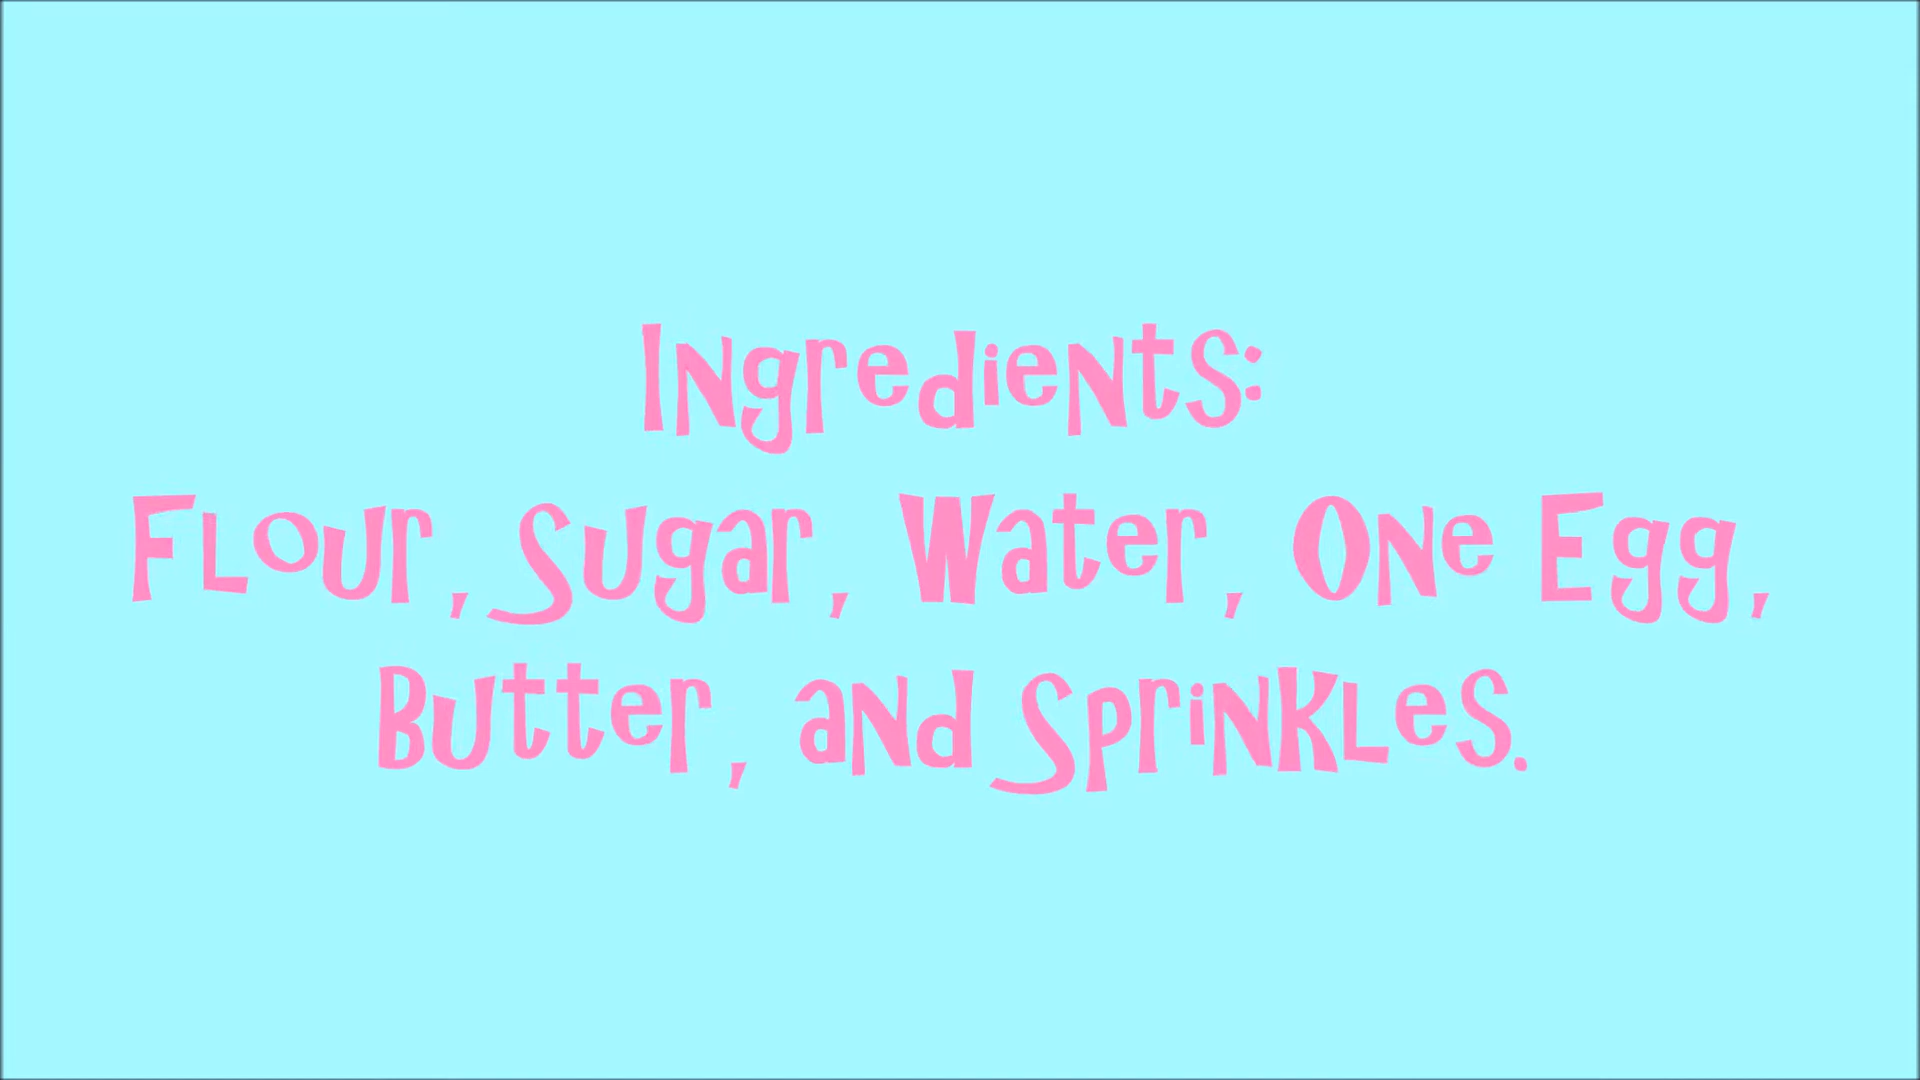 Ingredients:
Flour, Sugar, Water, One Egg,
Butter, and Sprinkles.